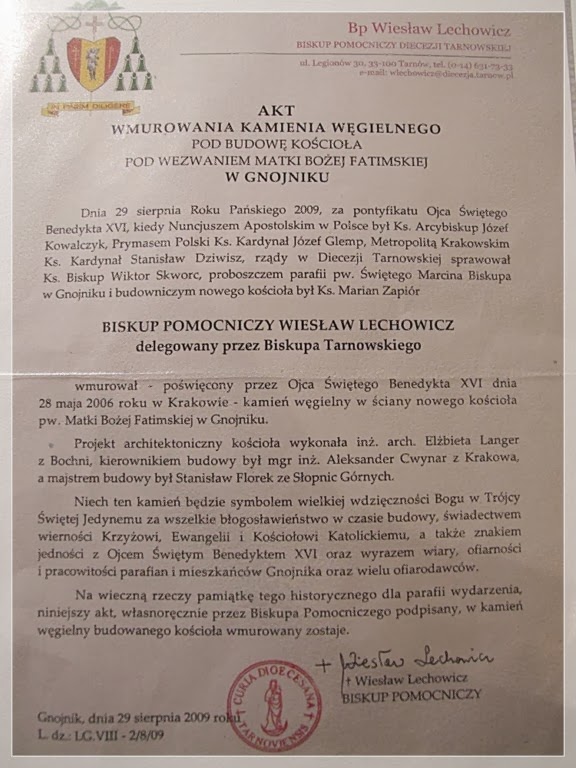 Bp Wiesław Lechowicz
BISKUP POMOCNICZY DIECEZJI TARNOWSKIEJ
ul. Legionów 30, 33-100 Tarnów, tel. (0-14) 631-73-53
e-mail: wlechowicz@diecezja.tarnow.pl
IN PACEM DILIGERE
AKT
WMUROWANIA KAMIENIA WĘGIELNEGO
POD BUDOWĘ KOŚCIOŁA
POD WEZWANIEM MATKI BOŻEJ FATIMSKIEJ
W GNOJNIKU
Dnia 29 sierpnia Roku Pańskiego 2009, za pontyfikatu Ojca Świętego
Benedykta XVI, kiedy Nuncjuszem Apostolskim w Polsce był Ks. Arcybiskup Józef
Kowalczyk, Prymasem Polski Ks. Kardynał Józef Glemp, Metropolitą Krakowskim
Ks. Kardynał Stanisław Dziwisz, rządy w Diecezji Tarnowskiej sprawował
Ks. Biskup Wiktor Skworc, proboszczem parafii pw. Świętego Marcina Biskupa
w Gnojniku i budowniczym nowego kościoła był Ks. Marian Zapiór
BISKUP POMOCNICZY WIESŁAW LECHOWICZ
delegowany przez Biskupa Tarnowskiego
wmurował - poświęcony przez Ojca Świętego Benedykta XVI dnia
28 maja 2006 roku w Krakowie - kamień węgielny w ściany nowego kościoła
pw. Matki Bożej Fatimskiej w Gnojniku.
Projekt architektoniczny kościoła wykonała inż. arch. Elżbieta Langer
z Bochni, kierownikiem budowy był mgr inż. Aleksander Cwynar z Krakowa,
a majstrem budowy był Stanisław Florek ze Słopnic Górnych.
Niech ten kamień będzie symbolem wielkiej wdzięczności Bogu w Trójcy
Świętej Jedynemu za wszelkie błogosławieństwo w czasie budowy, świadectwem
wierności Krzyżowi, Ewangelii i Kościołowi Katolickiemu, a także znakiem
jedności z Ojcem Świętym Benedyktem XVI oraz wyrazem wiary, ofiarności
i pracowitości parafian i mieszkańców Gnojnika oraz wielu ofiarodawców.
Na wieczną rzeczy pamiątkę tego historycznego dla parafii wydarzenia,
niniejszy akt, własnoręcznie przez Biskupa Pomocniczego podpisany, w kamień
węgielny budowanego kościoła wmurowany zostaje.
+ Wiesław Lechowicz
† Wiesław Lechowicz
BISKUP POMOCNICZY
CURIA DIOECESANA TARNOVIENSIS
Gnojnik, dnia 29 sierpnia 2009 roku
L. dz.: LG.VIII - 2/8/09